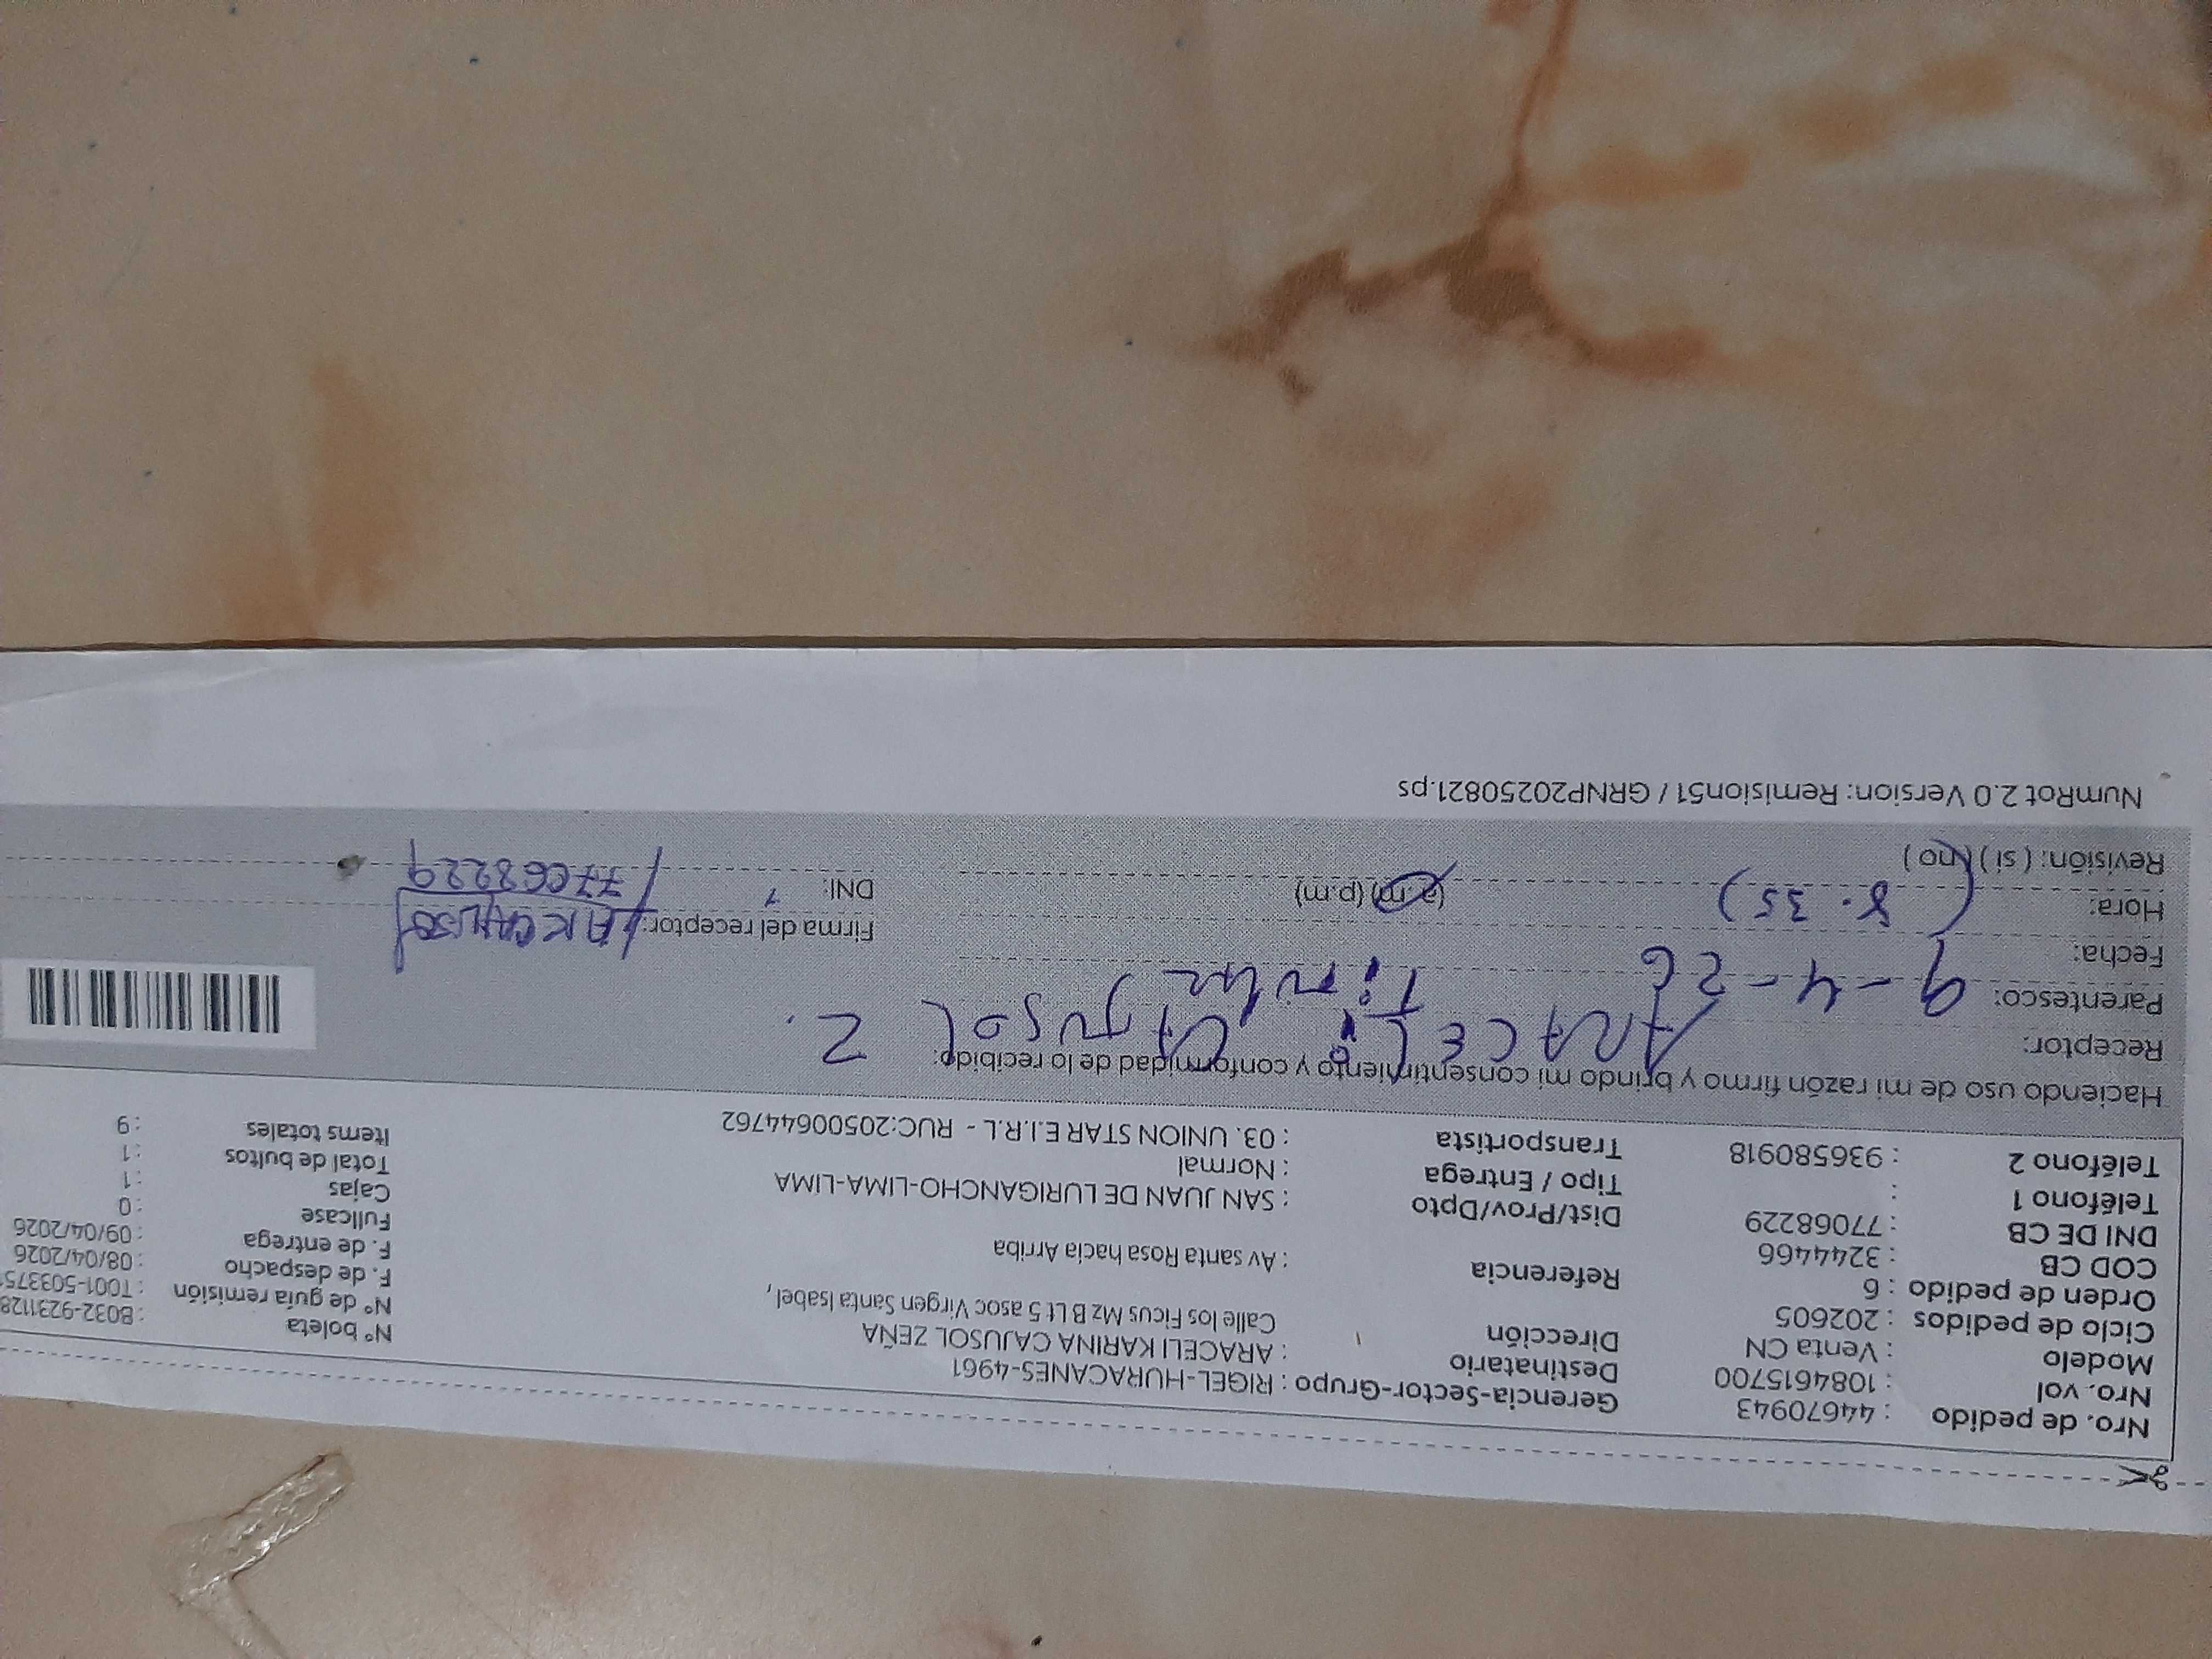 Nro. de pedido : 44670943
Nro. vol : 1084615700
Modelo : Venta CN
Ciclo de pedidos : 202605
Orden de pedido : 6
COD CB : 3244466
DNI DE CB : 77068229
Teléfono 1 :
Teléfono 2 : 936580918
Gerencia-Sector-Grupo : RIGEL-HURACANES-4961
Destinatario : ARACELI KARINA CAJUSOL ZEÑA
Dirección Calle los Ficus Mz B Lt 5 asoc Virgen Santa Isabel,
Referencia : Av santa Rosa hacia Arriba
Dist/Prov/Dpto : SAN JUAN DE LURIGANCHO-LIMA-LIMA
Tipo / Entrega : Normal
Transportista : 03. UNION STAR E.I.R.L - RUC:20500644762
N° boleta : B032-9231128
N° de guía remisión : T001-503375
F. de despacho : 08/04/2026
F. de entrega : 09/04/2026
Fullcase : 0
Cajas : 1
Total de bultos : 1
Items totales : 9
Haciendo uso de mi razón firmo y brindo mi consentimiento y conformidad de lo recibido:
Receptor: ARACELi CAJUSOL Z.
Parentesco: Titular
Fecha: 9-4-26
Hora: 8.35 (a.m) (p.m)
Revisión: ( si ) (no )
Firma del receptor:
DNI: 77068229
NumRot 2.0 Version: Remision51 / GRNP20250821.ps